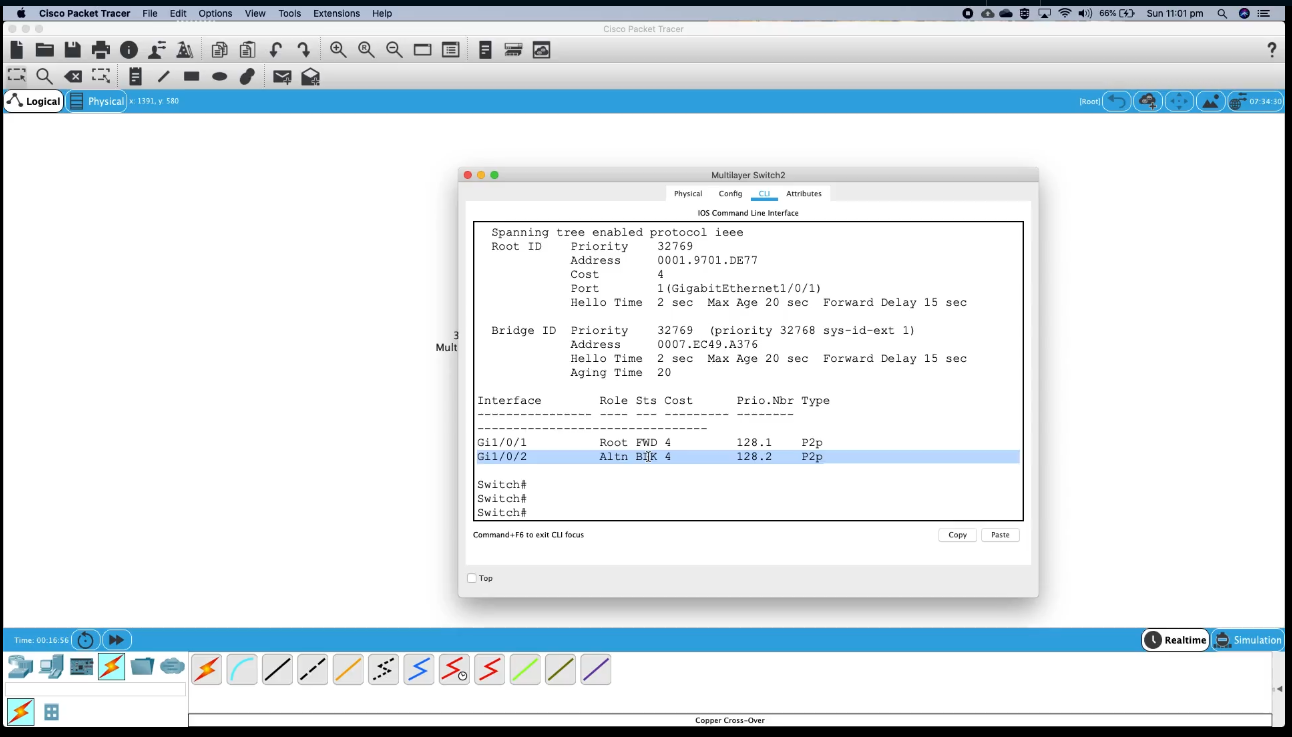 Cisco Packet Tracer File Edit Options View Tools Extensions Help 66% Sun 11:01 pm
Cisco Packet Tracer
?
Logical Physical x: 1391, y: 580 [Root] 07:34:30
Multilayer Switch2
Physical Config CLI Attributes
IOS Command Line Interface
Spanning tree enabled protocol ieee
Root ID Priority 32769
Address 0001.9701.DE77
Cost 4
Port 1(GigabitEthernet1/0/1)
Hello Time 2 sec Max Age 20 sec Forward Delay 15 sec
3
Bridge ID Priority 32769 (priority 32768 sys-id-ext 1)
Mult
Address 0007.EC49.A376
Hello Time 2 sec Max Age 20 sec Forward Delay 15 sec
Aging Time 20
Interface Role Sts Cost Prio.Nbr Type
---------------- ---- --- --------- --------
--------------------------------
Gi1/0/1 Root FWD 4 128.1 P2p
Gi1/0/2 Altn BLK 4 128.2 P2p
Switch#
Switch#
Switch#
Command+F6 to exit CLI focus Copy Paste
Top
Time: 00:16:56 Realtime Simulation
Copper Cross-Over